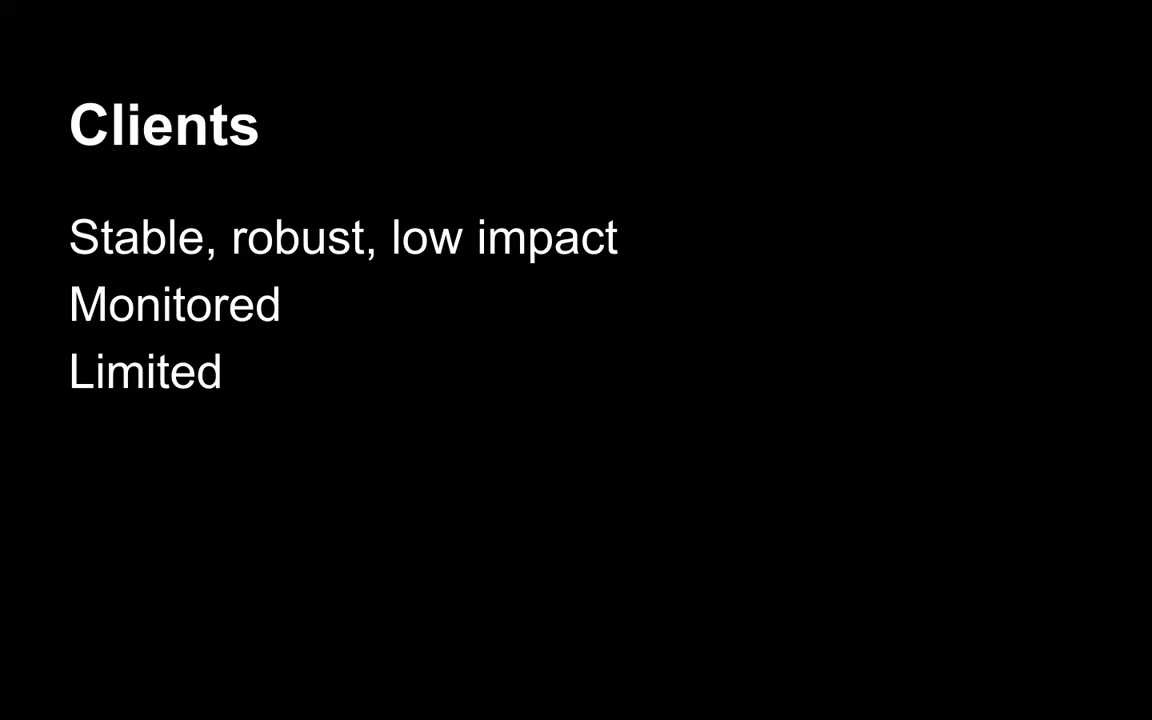 Clients
Stable, robust, low impact
Monitored
Limited